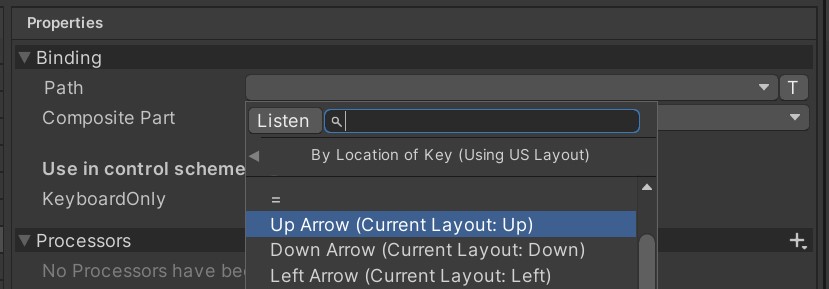 Properties
Binding
Path
T
Composite Part
Listen
By Location of Key (Using US Layout)
Use in control scheme
KeyboardOnly
=
Up Arrow (Current Layout: Up)
Processors
Down Arrow (Current Layout: Down)
No Processors have
Left Arrow (Current Layout: Left)